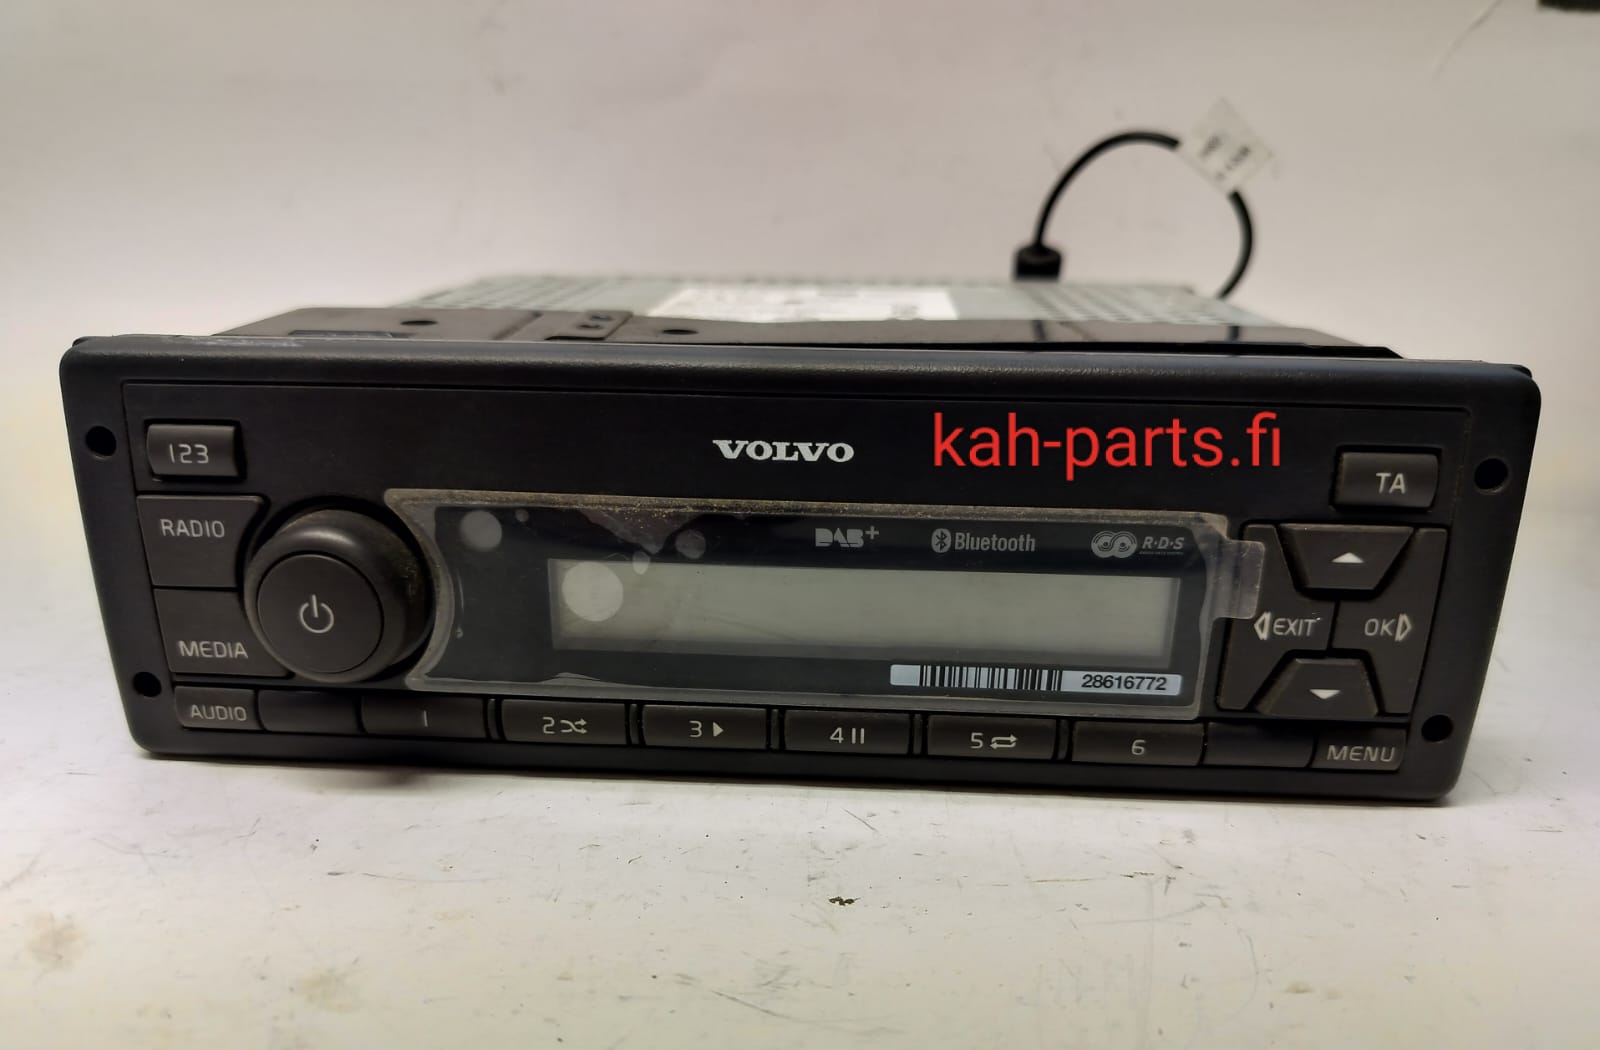 VOLVO
kah-parts.fi
123
TA
RADIO
DAB+
Bluetooth
R·D·S
EXIT
OK
MEDIA
28616772
AUDIO
1
2
3
4
5
6
MENU